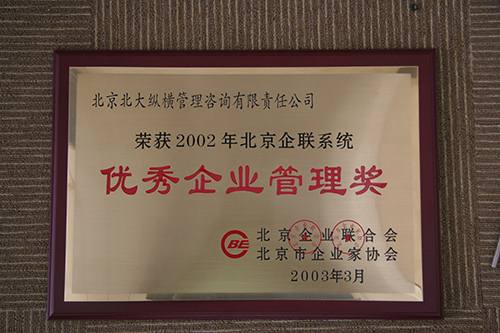 北京北大纵横管理咨询有限责任公司
荣获2002年北京企联系统
优秀企业管理奖
BE
北京企业联合会
北京市企业家协会
2003年3月